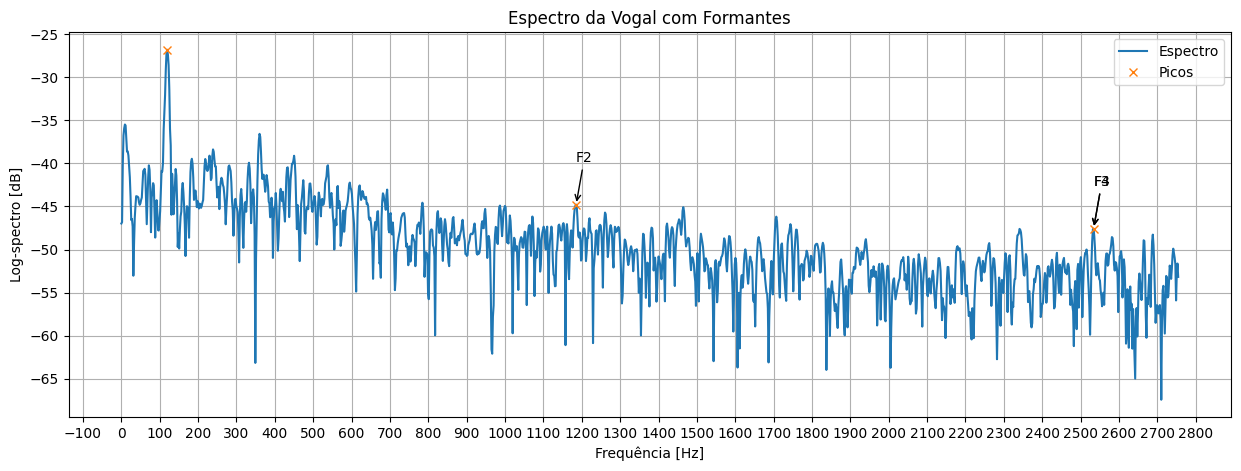 Espectro da Vogal com Formantes
Espectro
Picos
−25
−30
−35
−40
−45
−50
−55
−60
−65
Log-spectro [dB]
F2
−100 0 100 200 300 400 500 600 700 800 900 1000 1100 1200 1300 1400 1500 1600 1700 1800 1900 2000 2100 2200 2300 2400 2500 2600 2700 2800
Frequência [Hz]